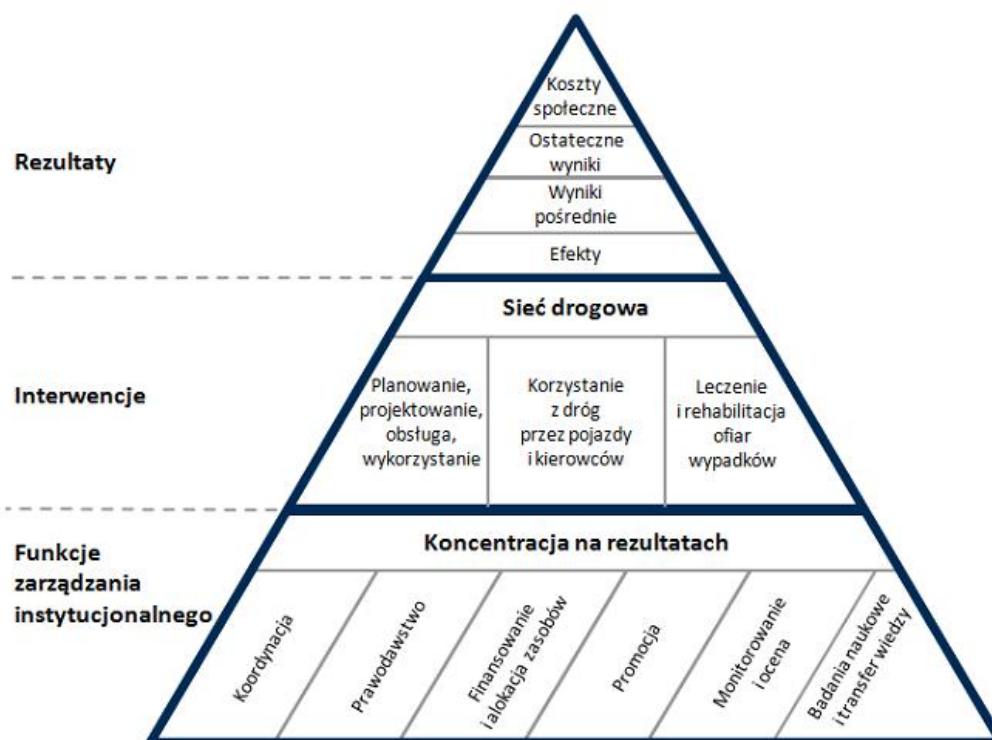 Koszty
społeczne
Ostateczne
wyniki
Wyniki
pośrednie
Efekty
Rezultaty
Sieć drogowa
Planowanie,
projektowanie,
obsługa,
wykorzystanie
Korzystanie
z dróg
przez pojazdy
i kierowców
Leczenie
i rehabilitacja
ofiar
wypadków
Interwencje
Koncentracja na rezultatach
Funkcje
zarządzania
instytucjonalnego
Koordynacja
Prawodawstwo
Finansowanie
i alokacja zasobów
Promocja
Monitorowanie
i ocena
Badania naukowe
i transfer wiedzy